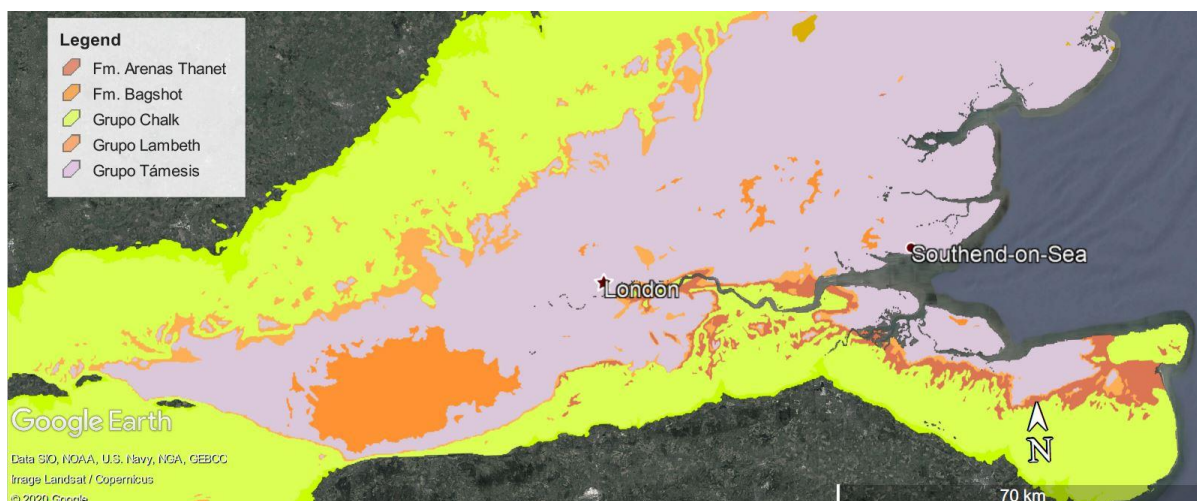 Legend
Fm. Arenas Thanet
Fm. Bagshot
Grupo Chalk
Grupo Lambeth
Grupo Támesis
Southend-on-Sea
London
Google Earth
N
Data SIO, NOAA, U.S. Navy, NGA, GEBCO
Image Landsat / Copernicus
© 2020 Google
70 km